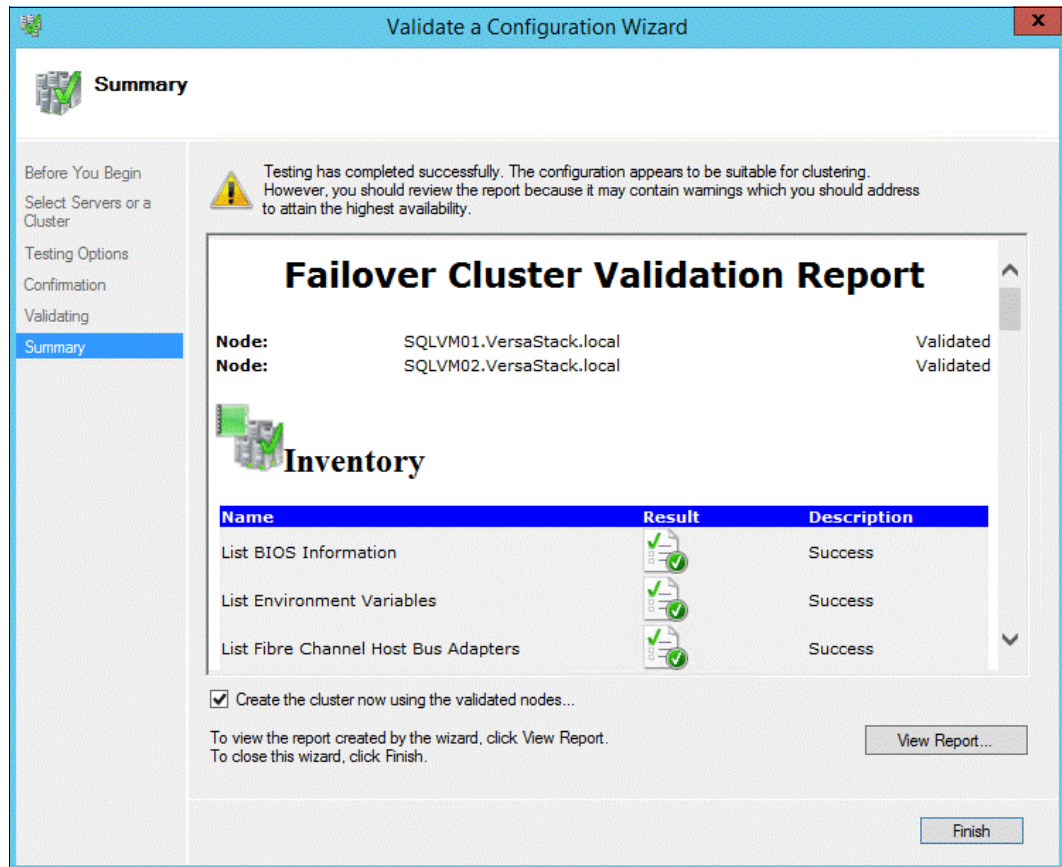 Validate a Configuration Wizard
x
Summary
Before You Begin
Select Servers or a
Cluster
Testing Options
Confirmation
Validating
Summary
Testing has completed successfully. The configuration appears to be suitable for clustering.
However, you should review the report because it may contain warnings which you should address
to attain the highest availability.
Failover Cluster Validation Report
Node: SQLVM01.VersaStack.local Validated
Node: SQLVM02.VersaStack.local Validated
Inventory
Name Result Description
List BIOS Information Success
List Environment Variables Success
List Fibre Channel Host Bus Adapters Success
Create the cluster now using the validated nodes...
To view the report created by the wizard, click View Report.
To close this wizard, click Finish.
View Report...
Finish